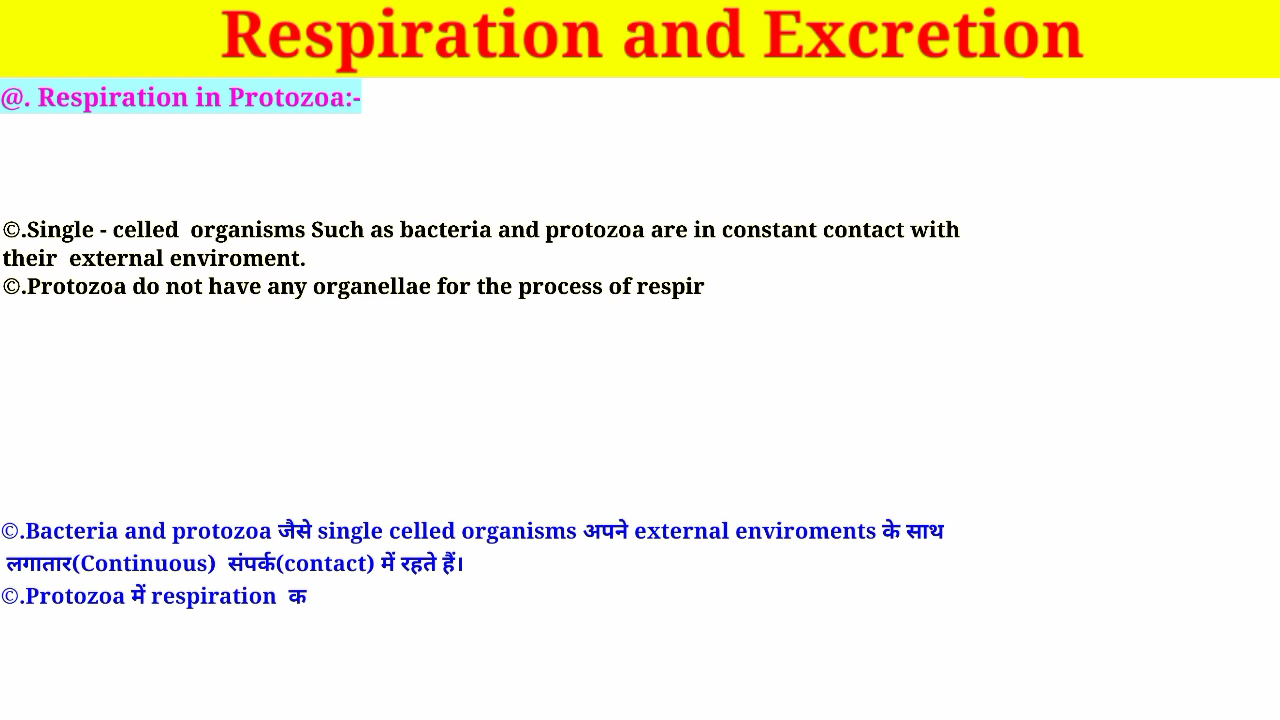 Respiration and Excretion
@. Respiration in Protozoa:-
©.Single - celled  organisms Such as bacteria and protozoa are in constant contact with
their  external enviroment.
©.Protozoa do not have any organellae for the process of respir
©.Bacteria and protozoa जैसे single celled organisms अपने external enviroments के साथ
लगातार(Continuous)  संपर्क(contact) में रहते हैं।
©.Protozoa में respiration  क